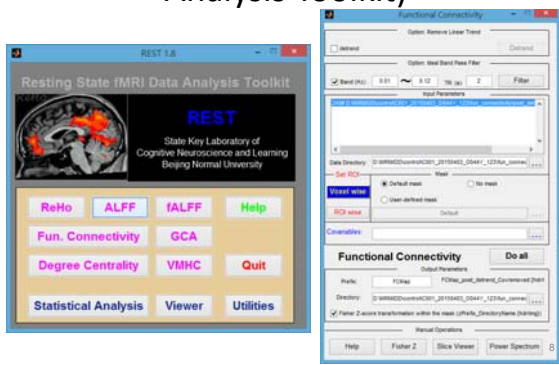 Analysis Toolkit)
REST 1.8
Resting State fMRI Data Analysis Toolkit
ReHo
REST
State Key Laboratory of
Cognitive Neuroscience and Learning
Beijing Normal University
ReHo ALFF fALFF Help
Fun. Connectivity GCA
Degree Centrality VMHC Quit
Statistical Analysis Viewer Utilities
Functional Connectivity
Option: Remove Linear Trend
detrend Detrend
Option: Ideal Band Pass Filter
Band (Hz): 0.01 ~ 0.12 TR: (s) 2 Filter
Input Parameters
Data Directory: ...
Set ROI Mask
Voxel wise Default mask No mask
User-defined mask
ROI wise Default ...
Covariables: ...
Functional Connectivity Do all
Output Parameters
Prefix: FCMap
Directory: ...
Fisher Z-score transformation within the mask
Manual Operations
Help Fisher Z Slice Viewer Power Spectrum
8